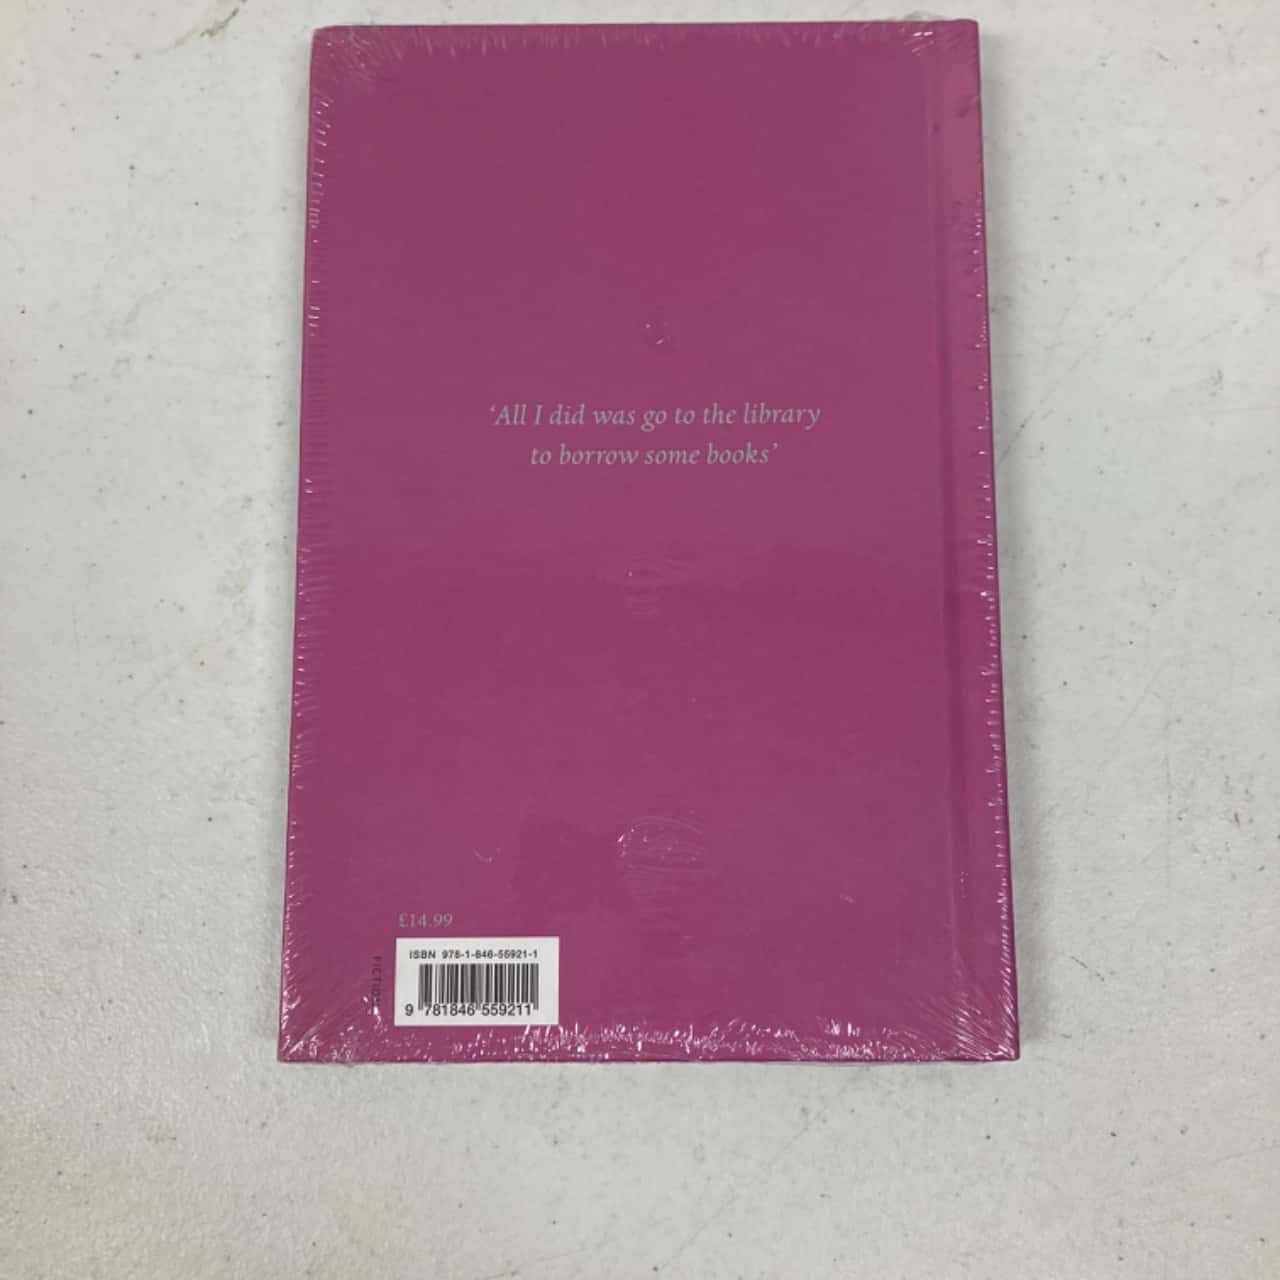 ‘All I did was go to the library
to borrow some books’
£14.99
ISBN 978-1-846-55921-1
FICTION
9 781846 559211